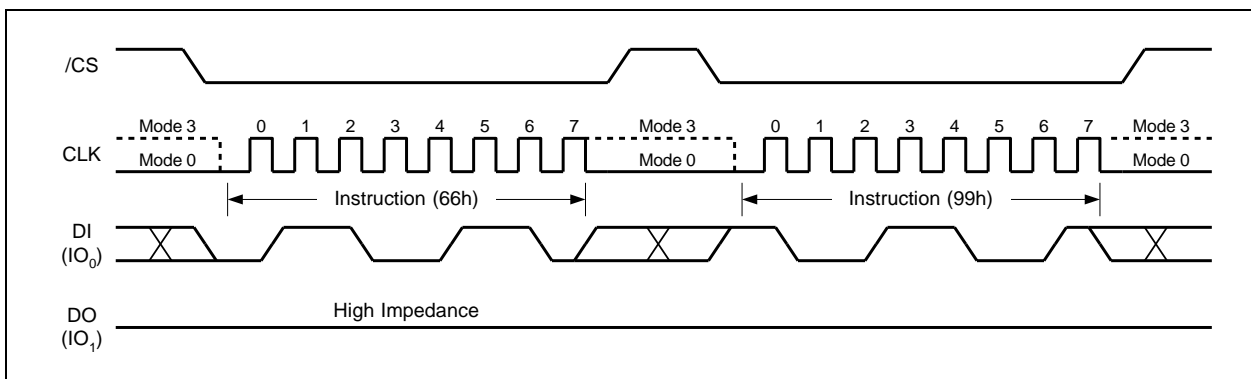 /CS
Mode 3 0 1 2 3 4 5 6 7 Mode 3 0 1 2 3 4 5 6 7 Mode 3
CLK
Mode 0 Mode 0 Mode 0
Instruction (66h) Instruction (99h)
DI
(IO₀)
High Impedance
DO
(IO₁)